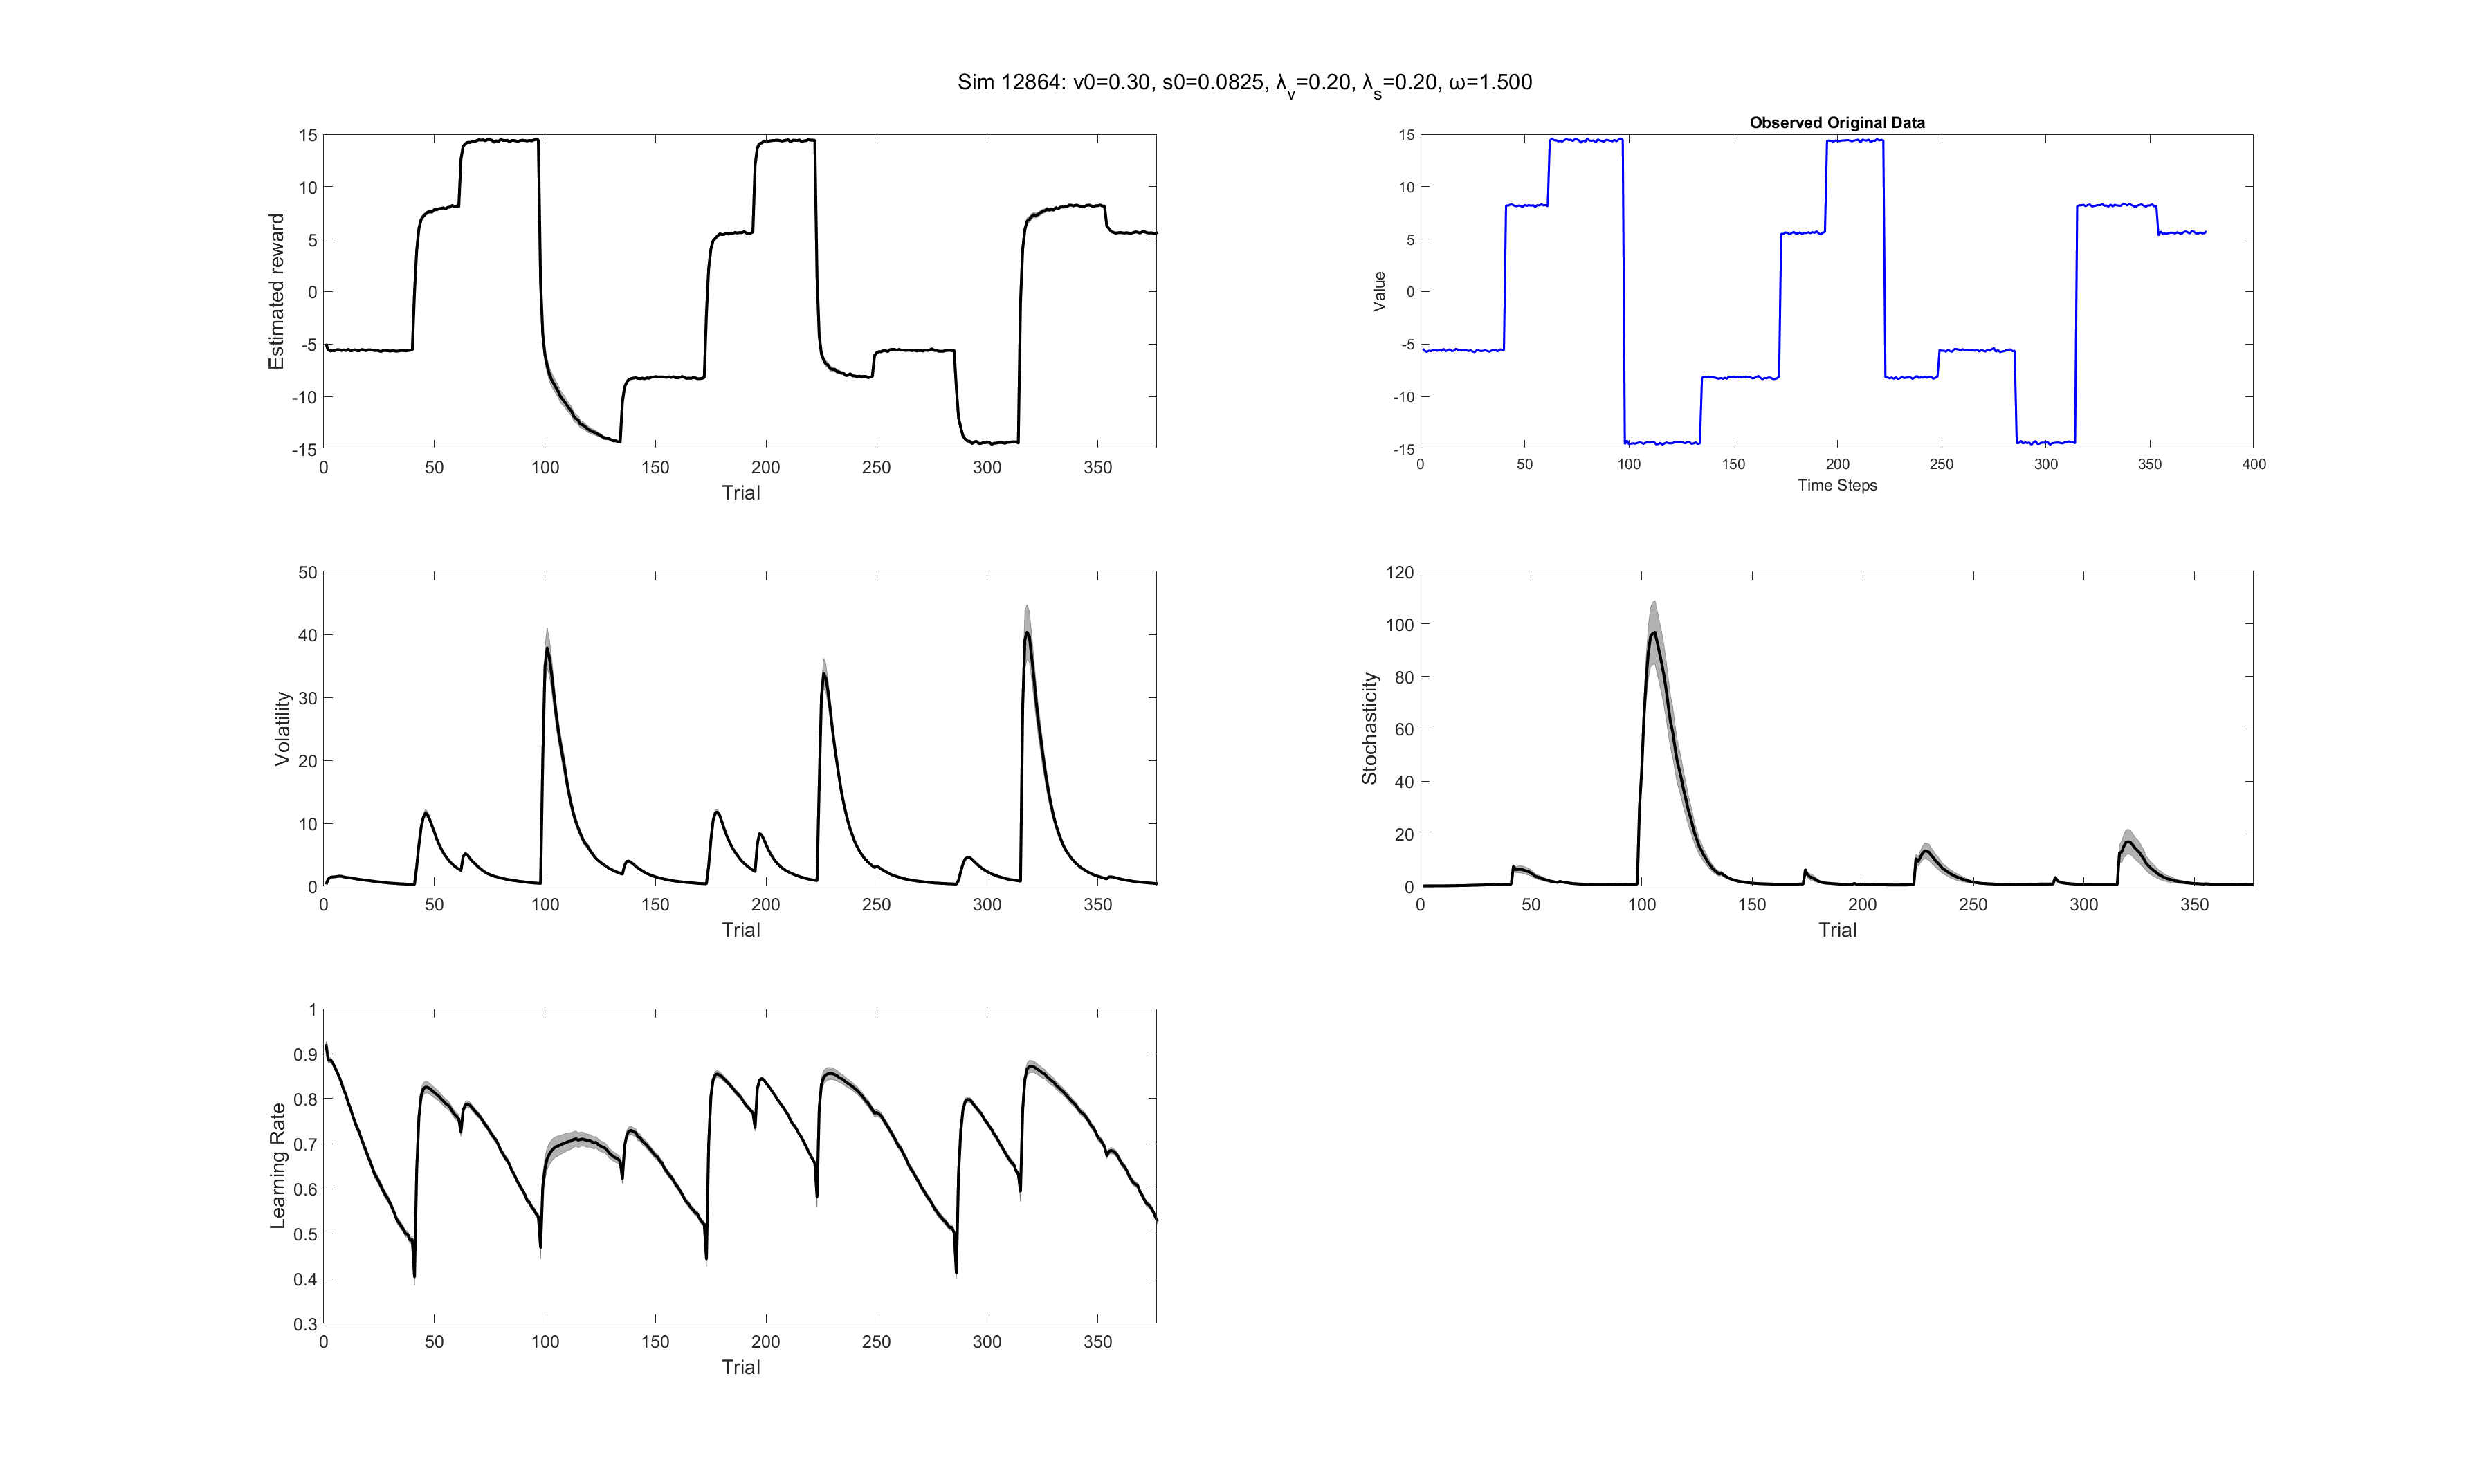 Sim 12864: v0=0.30, s0=0.0825, λv=0.20, λs=0.20, ω=1.500
Estimated reward
15
10
5
0
-5
-10
-15
0 50 100 150 200 250 300 350
Trial
Observed Original Data
Value
15
10
5
0
-5
-10
-15
0 50 100 150 200 250 300 350 400
Time Steps
Volatility
50
40
30
20
10
0
0 50 100 150 200 250 300 350
Trial
Stochasticity
120
100
80
60
40
20
0
0 50 100 150 200 250 300 350
Trial
Learning Rate
1
0.9
0.8
0.7
0.6
0.5
0.4
0.3
0 50 100 150 200 250 300 350
Trial